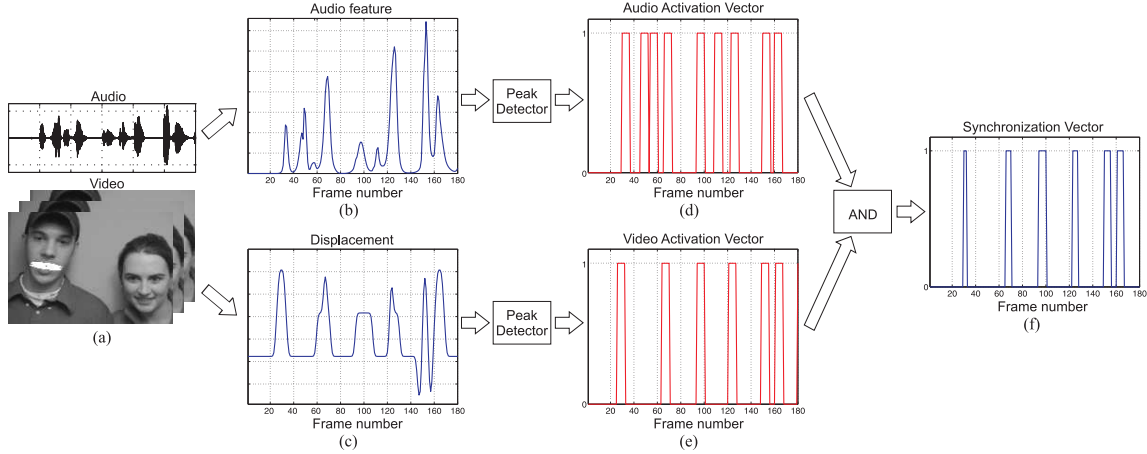 Audio
Video
(a)
Audio feature
20 40 60 80 100 120 140 160 180
Frame number
(b)
Displacement
20 40 60 80 100 120 140 160 180
Frame number
(c)
Peak
Detector
Peak
Detector
Audio Activation Vector
1
0
20 40 60 80 100 120 140 160 180
Frame number
(d)
Video Activation Vector
1
0
20 40 60 80 100 120 140 160 180
Frame number
(e)
AND
Synchronization Vector
1
0
20 40 60 80 100 120 140 160 180
Frame number
(f)